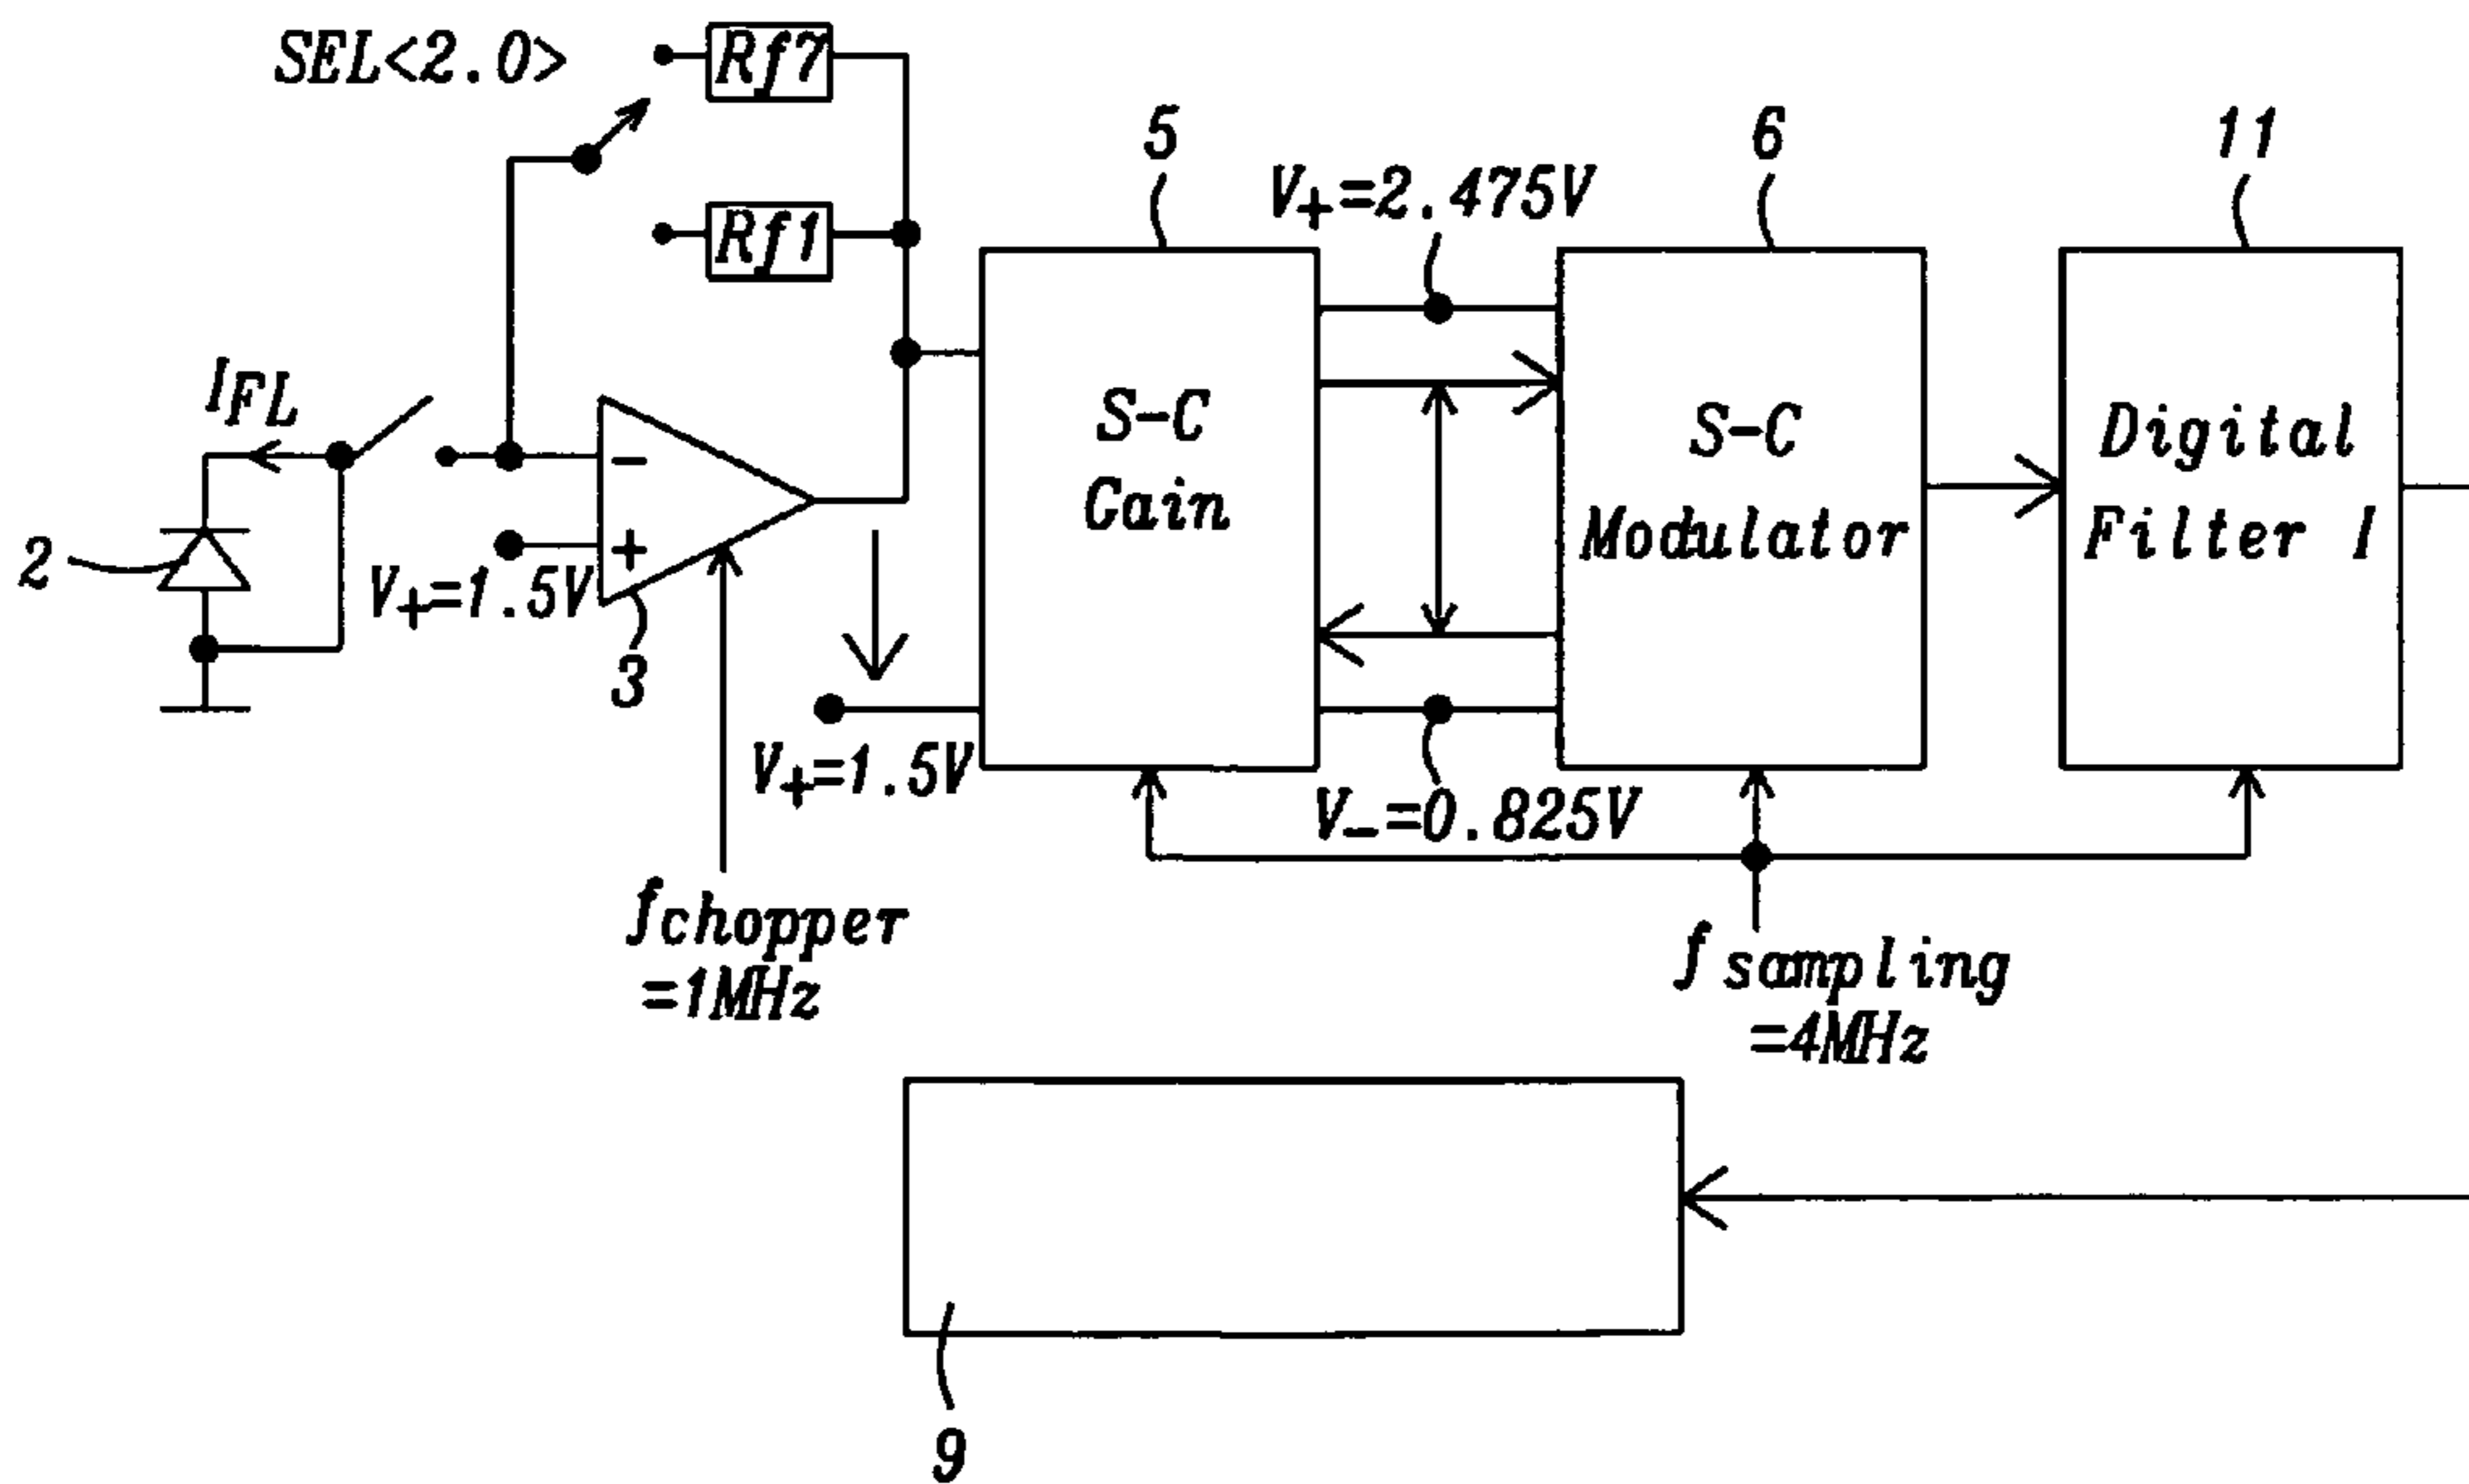 SEL<2.0>
Rf7
Rf1
5
6
11
V+=2.475V
IFL
S-C
Gain
S-C
Modulator
Digital
Filter I
-
+
2
V+=1.5V
3
V+=1.5V
V-=0.825V
fchopper
=1MHz
fsampling
=4MHz
9